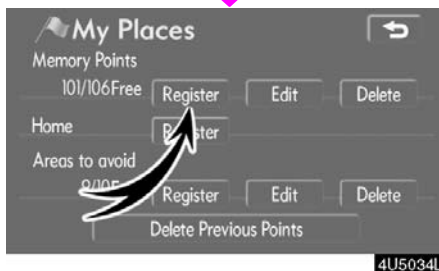 My Places
Memory Points
101/106Free Register Edit Delete
Home
Areas to avoid
Register Edit Delete
Delete Previous Points
4U5034L